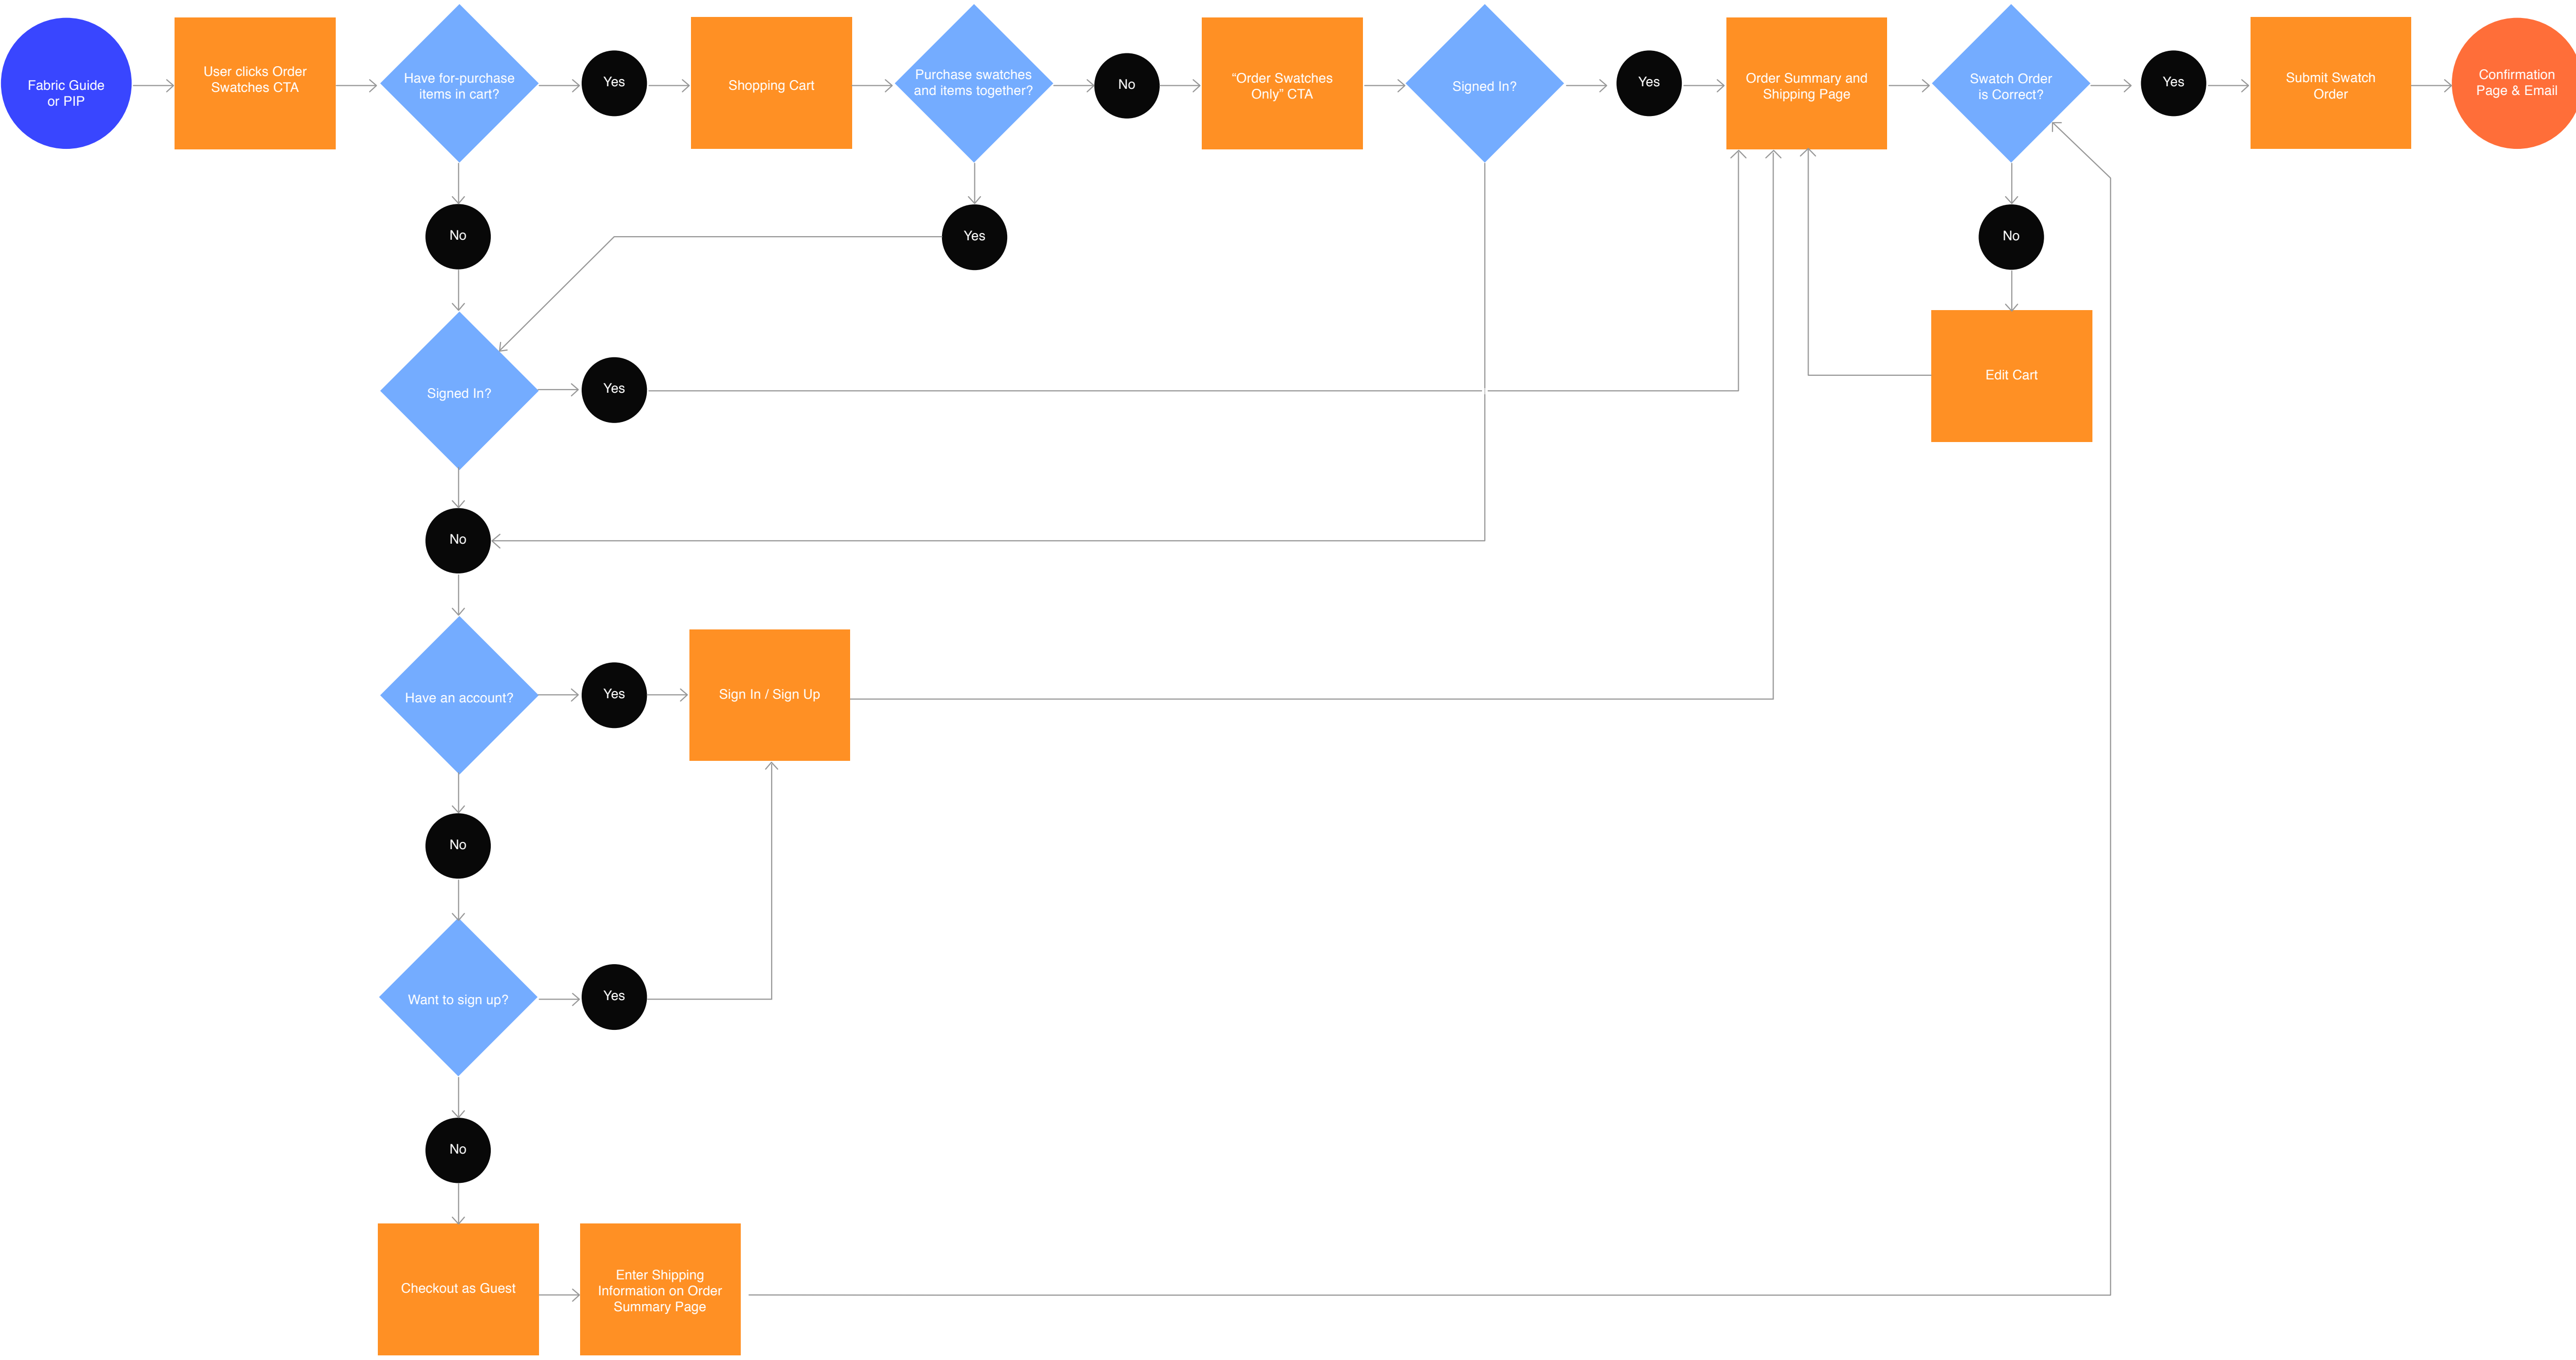 Fabric Guide
or PIP
User clicks Order
Swatches CTA
Have for-purchase
items in cart?
Yes
Shopping Cart
Purchase swatches
and items together?
No
“Order Swatches
Only” CTA
Signed In?
Yes
Order Summary and
Shipping Page
Swatch Order
is Correct?
Yes
Submit Swatch
Order
Confirmation
Page & Email
No
Yes
No
Signed In?
Yes
Edit Cart
No
Have an account?
Yes
Sign In / Sign Up
No
Want to sign up?
Yes
No
Checkout as Guest
Enter Shipping
Information on Order
Summary Page